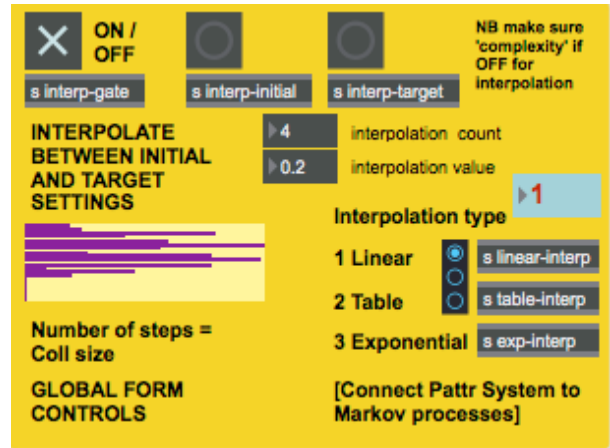 ON /
OFF
NB make sure
'complexity' if
OFF for
interpolation
s interp-gate
s interp-initial
s interp-target
INTERPOLATE
BETWEEN INITIAL
AND TARGET
SETTINGS
4
interpolation count
0.2
interpolation value
1
Interpolation type
1 Linear
s linear-interp
2 Table
s table-interp
3 Exponential
s exp-interp
Number of steps =
Coll size
GLOBAL FORM
CONTROLS
[Connect Pattr System to
Markov processes]